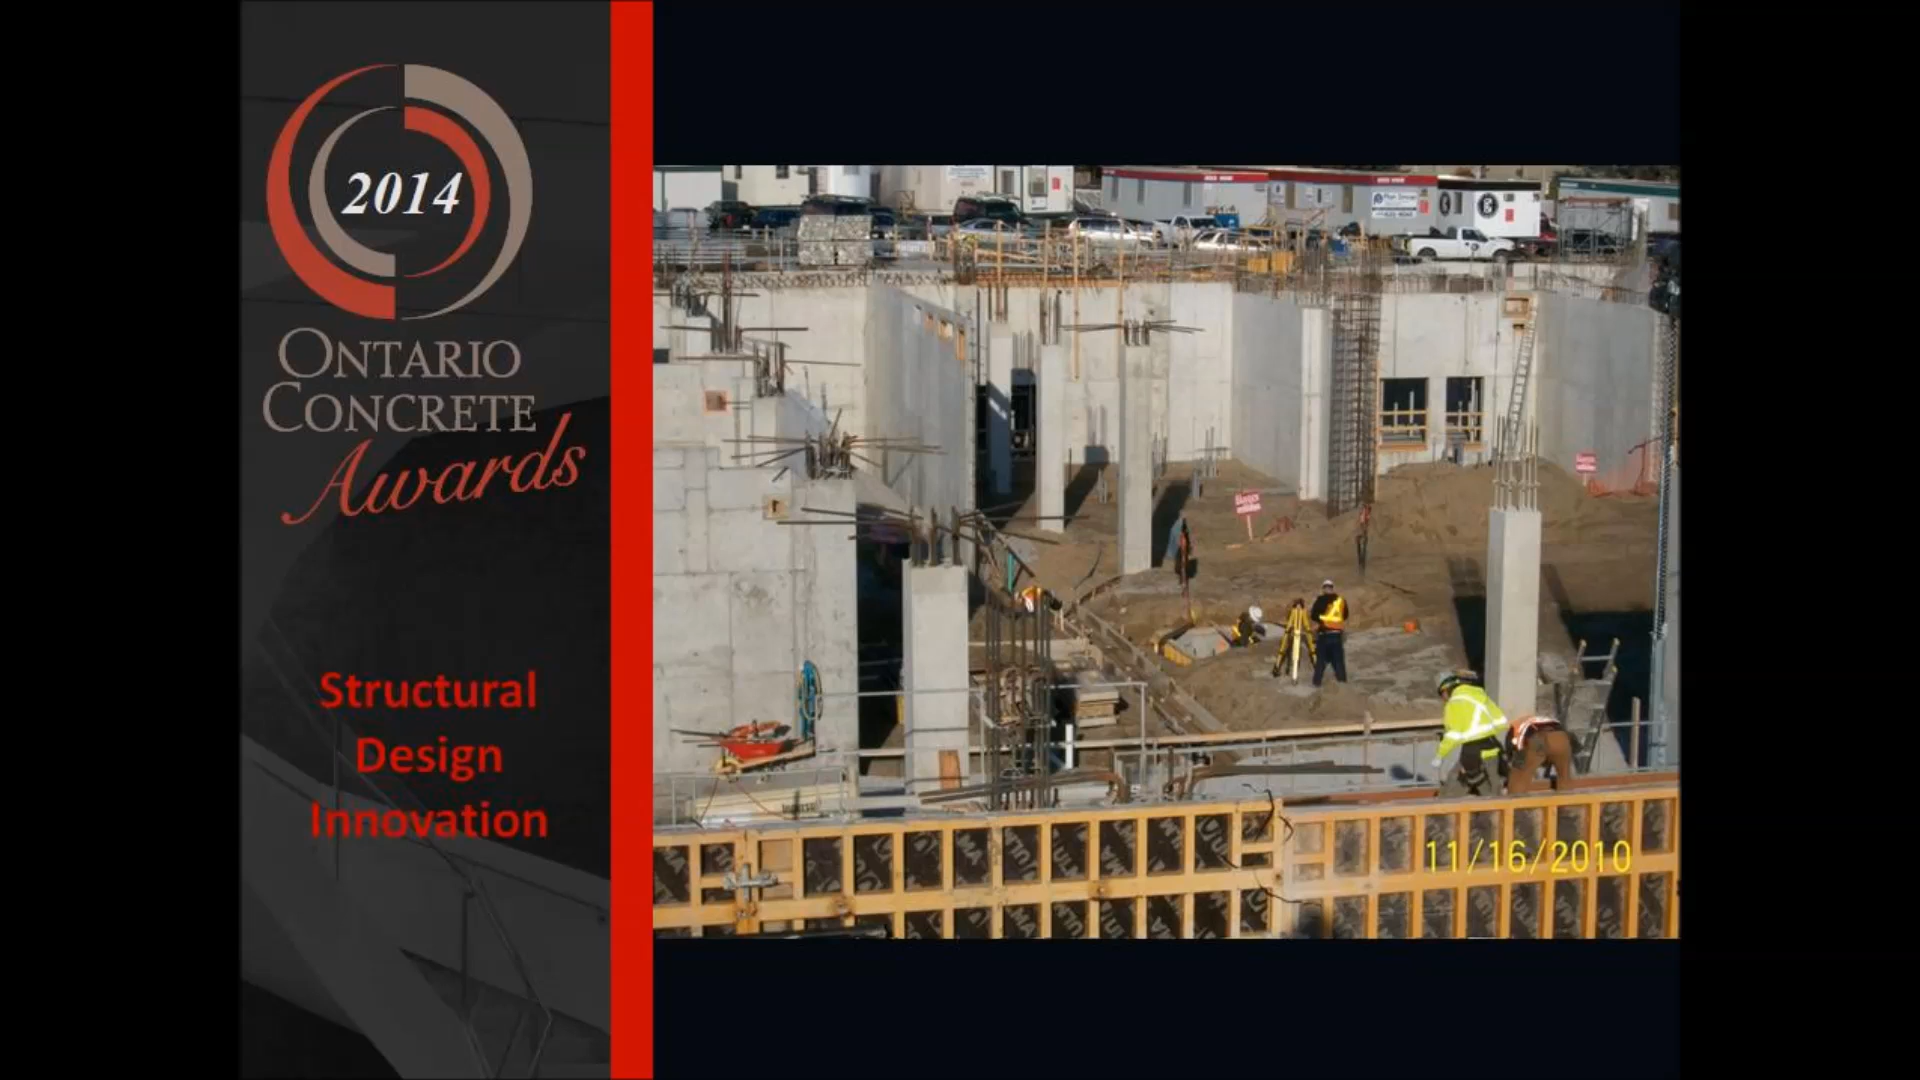 2014
ONTARIO
CONCRETE
Awards
Structural
Design
Innovation
11/16/2010